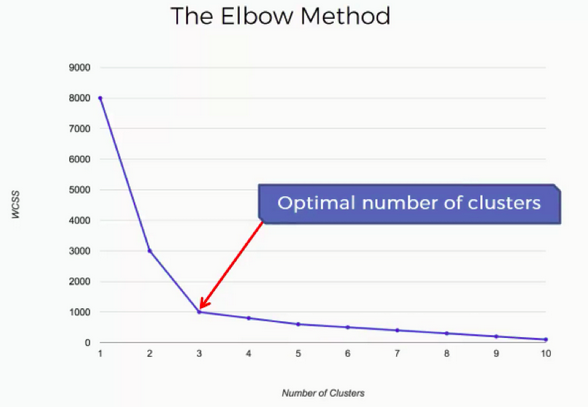 The Elbow Method
9000
8000
7000
6000
5000
4000
3000
2000
1000
0
WCSS
Optimal number of clusters
1 2 3 4 5 6 7 8 9 10
Number of Clusters